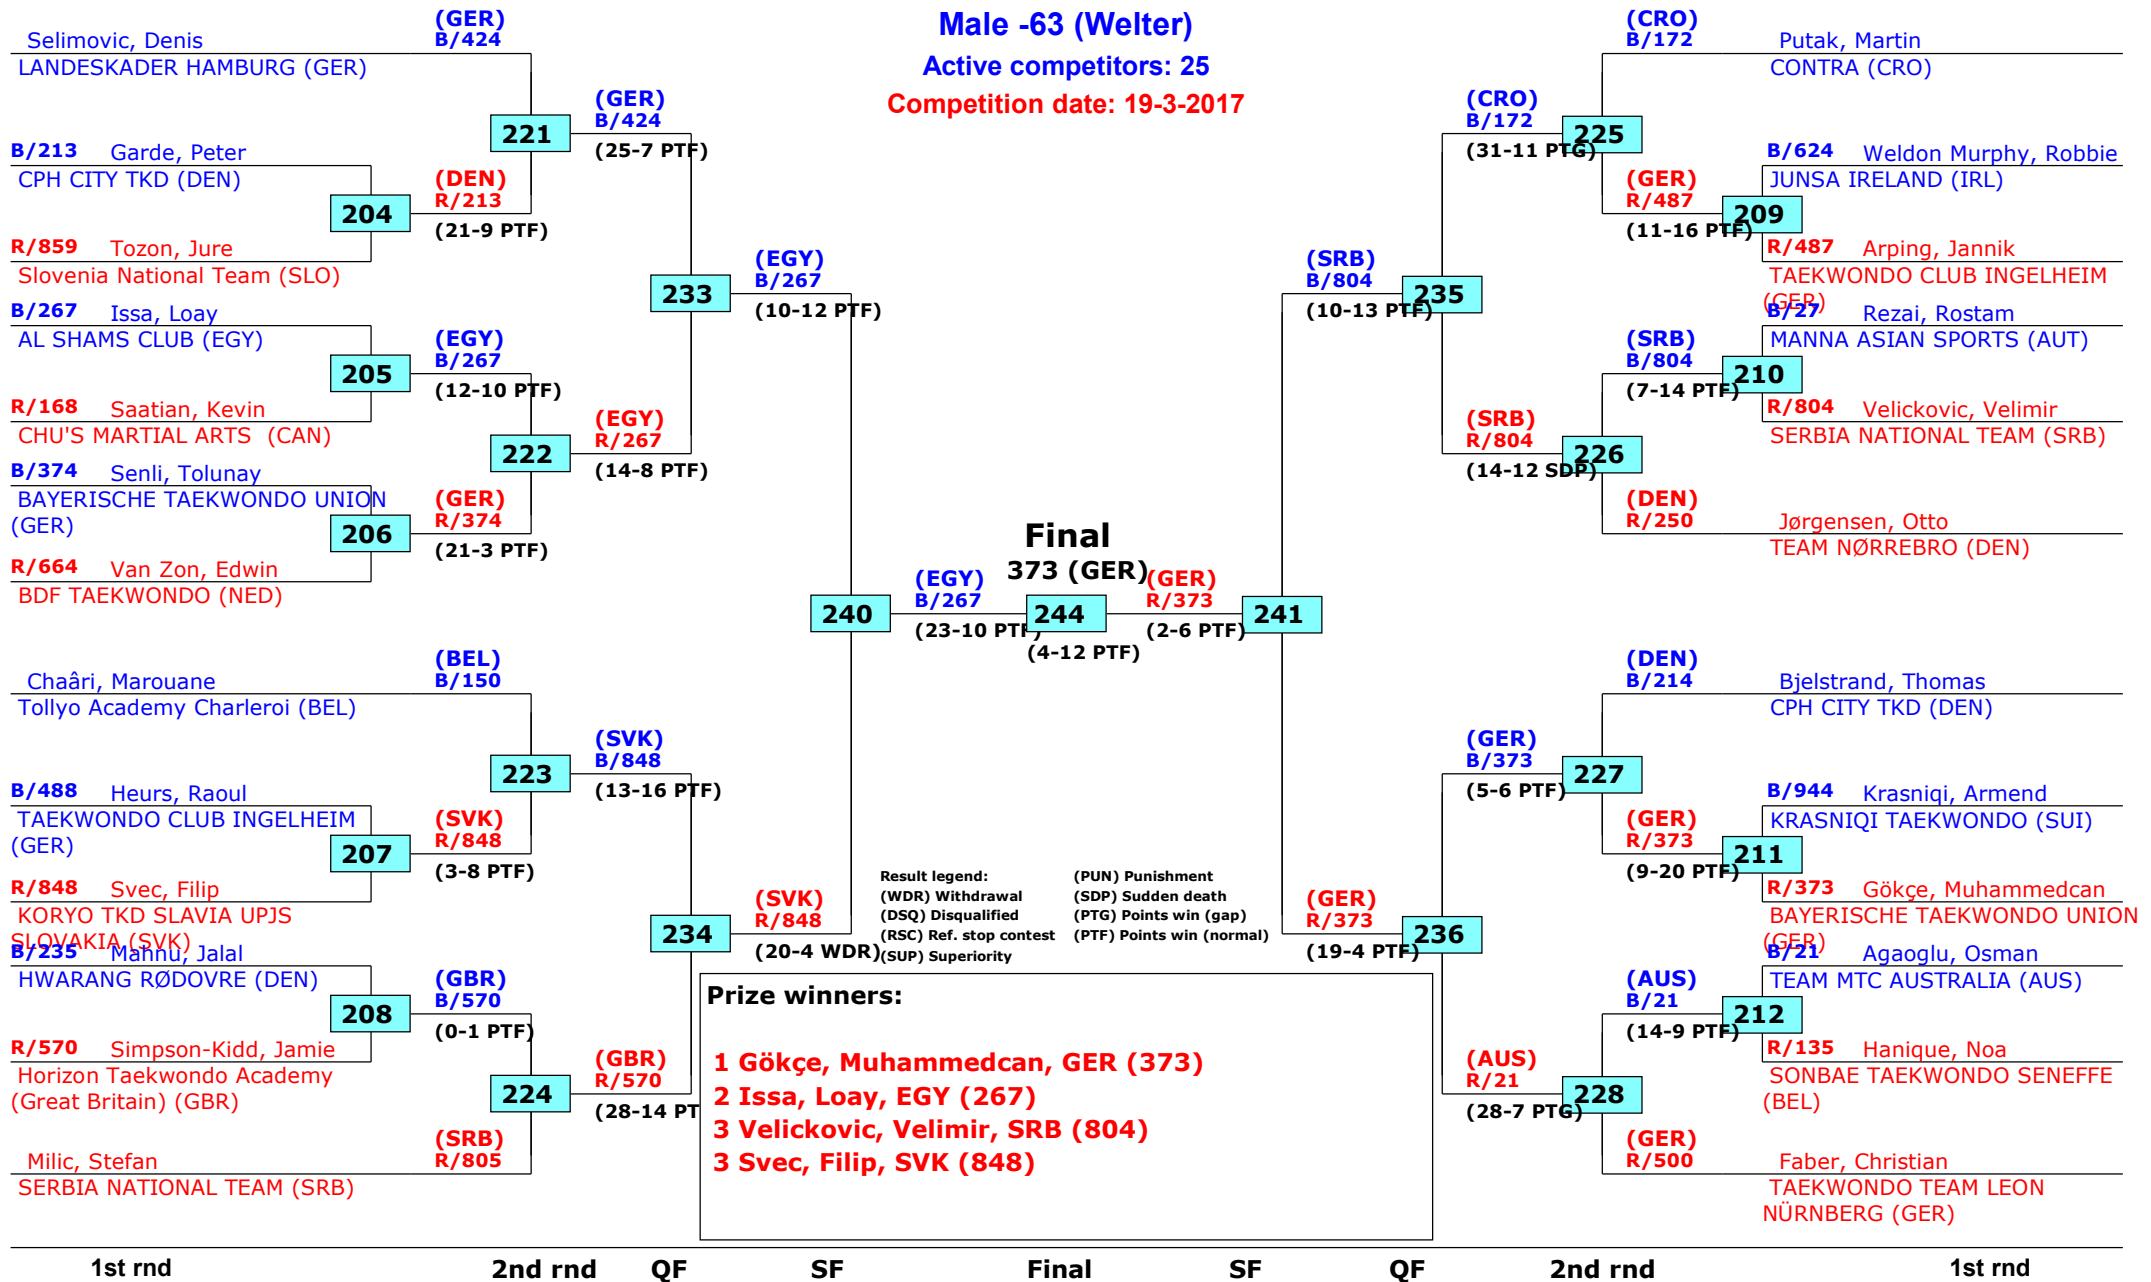 Male -63 (Welter)
Active competitors: 25
Competition date: 19-3-2017
(GER)
B/424
Selimovic, Denis
LANDESKADER HAMBURG (GER)
221
(GER)
B/424
(25-7 PTF)
B/213 Garde, Peter
CPH CITY TKD (DEN)
204
(DEN)
R/213
(21-9 PTF)
R/859 Tozon, Jure
Slovenia National Team (SLO)
233
(EGY)
B/267
(10-12 PTF)
B/267 Issa, Loay
AL SHAMS CLUB (EGY)
205
(EGY)
B/267
(12-10 PTF)
R/168 Saatian, Kevin
CHU'S MARTIAL ARTS (CAN)
222
(EGY)
R/267
(14-8 PTF)
B/374 Senli, Tolunay
BAYERISCHE TAEKWONDO UNION
(GER)
206
(GER)
R/374
(21-3 PTF)
R/664 Van Zon, Edwin
BDF TAEKWONDO (NED)
240
(EGY)
B/267
(23-10 PTF)
Final
373 (GER)
244
(4-12 PTF)
(GER)
R/373
(2-6 PTF)
241
(BEL)
B/150
Chaâri, Marouane
Tollyo Academy Charleroi (BEL)
223
(SVK)
B/848
(13-16 PTF)
B/488 Heurs, Raoul
TAEKWONDO CLUB INGELHEIM
(GER)
207
(SVK)
R/848
(3-8 PTF)
R/848 Svec, Filip
KORYO TKD SLAVIA UPJS
SLOVAKIA (SVK)
234
(SVK)
R/848
(20-4 WDR)
B/235 Mahnu, Jalal
HWARANG RØDOVRE (DEN)
208
(GBR)
B/570
(0-1 PTF)
R/570 Simpson-Kidd, Jamie
Horizon Taekwondo Academy
(Great Britain) (GBR)
224
(GBR)
R/570
(28-14 PT
(SRB)
R/805
Milic, Stefan
SERBIA NATIONAL TEAM (SRB)
(CRO)
B/172
Putak, Martin
CONTRA (CRO)
(CRO)
B/172
(31-11 PTG)
225
B/624 Weldon Murphy, Robbie
JUNSA IRELAND (IRL)
(GER)
R/487
(11-16 PTF)
209
R/487 Arping, Jannik
TAEKWONDO CLUB INGELHEIM
(GER)
(SRB)
B/804
(10-13 PTF)
235
B/27 Rezai, Rostam
MANNA ASIAN SPORTS (AUT)
(SRB)
B/804
(7-14 PTF)
210
R/804 Velickovic, Velimir
SERBIA NATIONAL TEAM (SRB)
(SRB)
R/804
(14-12 SDP)
226
(DEN)
R/250
Jørgensen, Otto
TEAM NØRREBRO (DEN)
(DEN)
B/214
Bjelstrand, Thomas
CPH CITY TKD (DEN)
(GER)
B/373
(5-6 PTF)
227
B/944 Krasniqi, Armend
KRASNIQI TAEKWONDO (SUI)
(GER)
R/373
(9-20 PTF)
211
R/373 Gökçe, Muhammedcan
BAYERISCHE TAEKWONDO UNION
(GER)
(GER)
R/373
(19-4 PTF)
236
B/21 Agaoglu, Osman
TEAM MTC AUSTRALIA (AUS)
(AUS)
B/21
(14-9 PTF)
212
R/135 Hanique, Noa
SONBAE TAEKWONDO SENEFFE
(BEL)
(AUS)
R/21
(28-7 PTG)
228
(GER)
R/500
Faber, Christian
TAEKWONDO TEAM LEON
NÜRNBERG (GER)
Result legend:
(WDR) Withdrawal
(DSQ) Disqualified
(RSC) Ref. stop contest
(SUP) Superiority
(PUN) Punishment
(SDP) Sudden death
(PTG) Points win (gap)
(PTF) Points win (normal)
Prize winners:
1 Gökçe, Muhammedcan, GER (373)
2 Issa, Loay, EGY (267)
3 Velickovic, Velimir, SRB (804)
3 Svec, Filip, SVK (848)
1st rnd 2nd rnd QF SF Final SF QF 2nd rnd 1st rnd